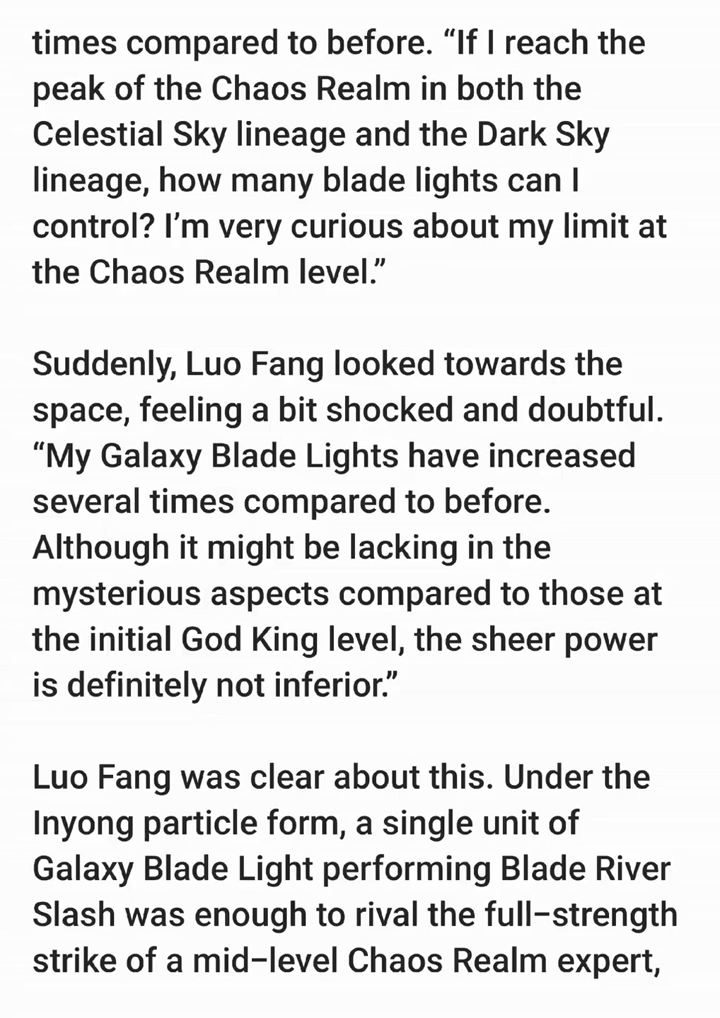 times compared to before. “If I reach the
peak of the Chaos Realm in both the
Celestial Sky lineage and the Dark Sky
lineage, how many blade lights can I
control? I’m very curious about my limit at
the Chaos Realm level.”
Suddenly, Luo Fang looked towards the
space, feeling a bit shocked and doubtful.
“My Galaxy Blade Lights have increased
several times compared to before.
Although it might be lacking in the
mysterious aspects compared to those at
the initial God King level, the sheer power
is definitely not inferior.”
Luo Fang was clear about this. Under the
Inyong particle form, a single unit of
Galaxy Blade Light performing Blade River
Slash was enough to rival the full–strength
strike of a mid–level Chaos Realm expert,